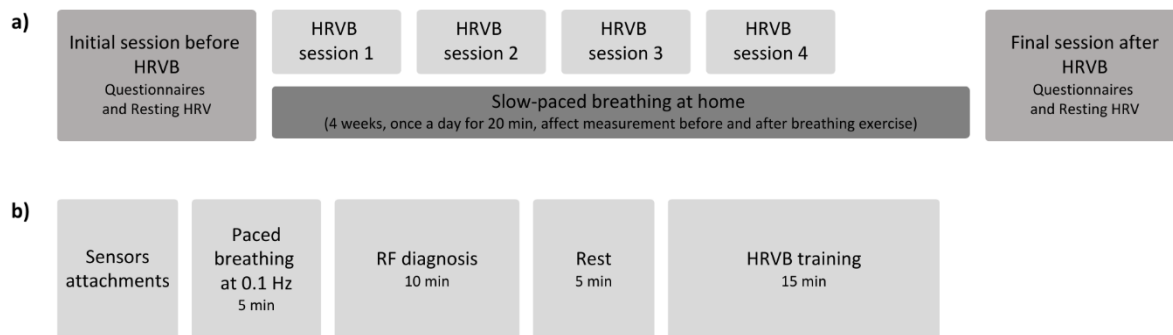 a)
Initial session before
HRVB
Questionnaires
and Resting HRV
HRVB
session 1
HRVB
session 2
HRVB
session 3
HRVB
session 4
Slow-paced breathing at home
(4 weeks, once a day for 20 min, affect measurement before and after breathing exercise)
Final session after
HRVB
Questionnaires
and Resting HRV
b)
Sensors
attachments
Paced
breathing
at 0.1 Hz
5 min
RF diagnosis
10 min
Rest
5 min
HRVB training
15 min